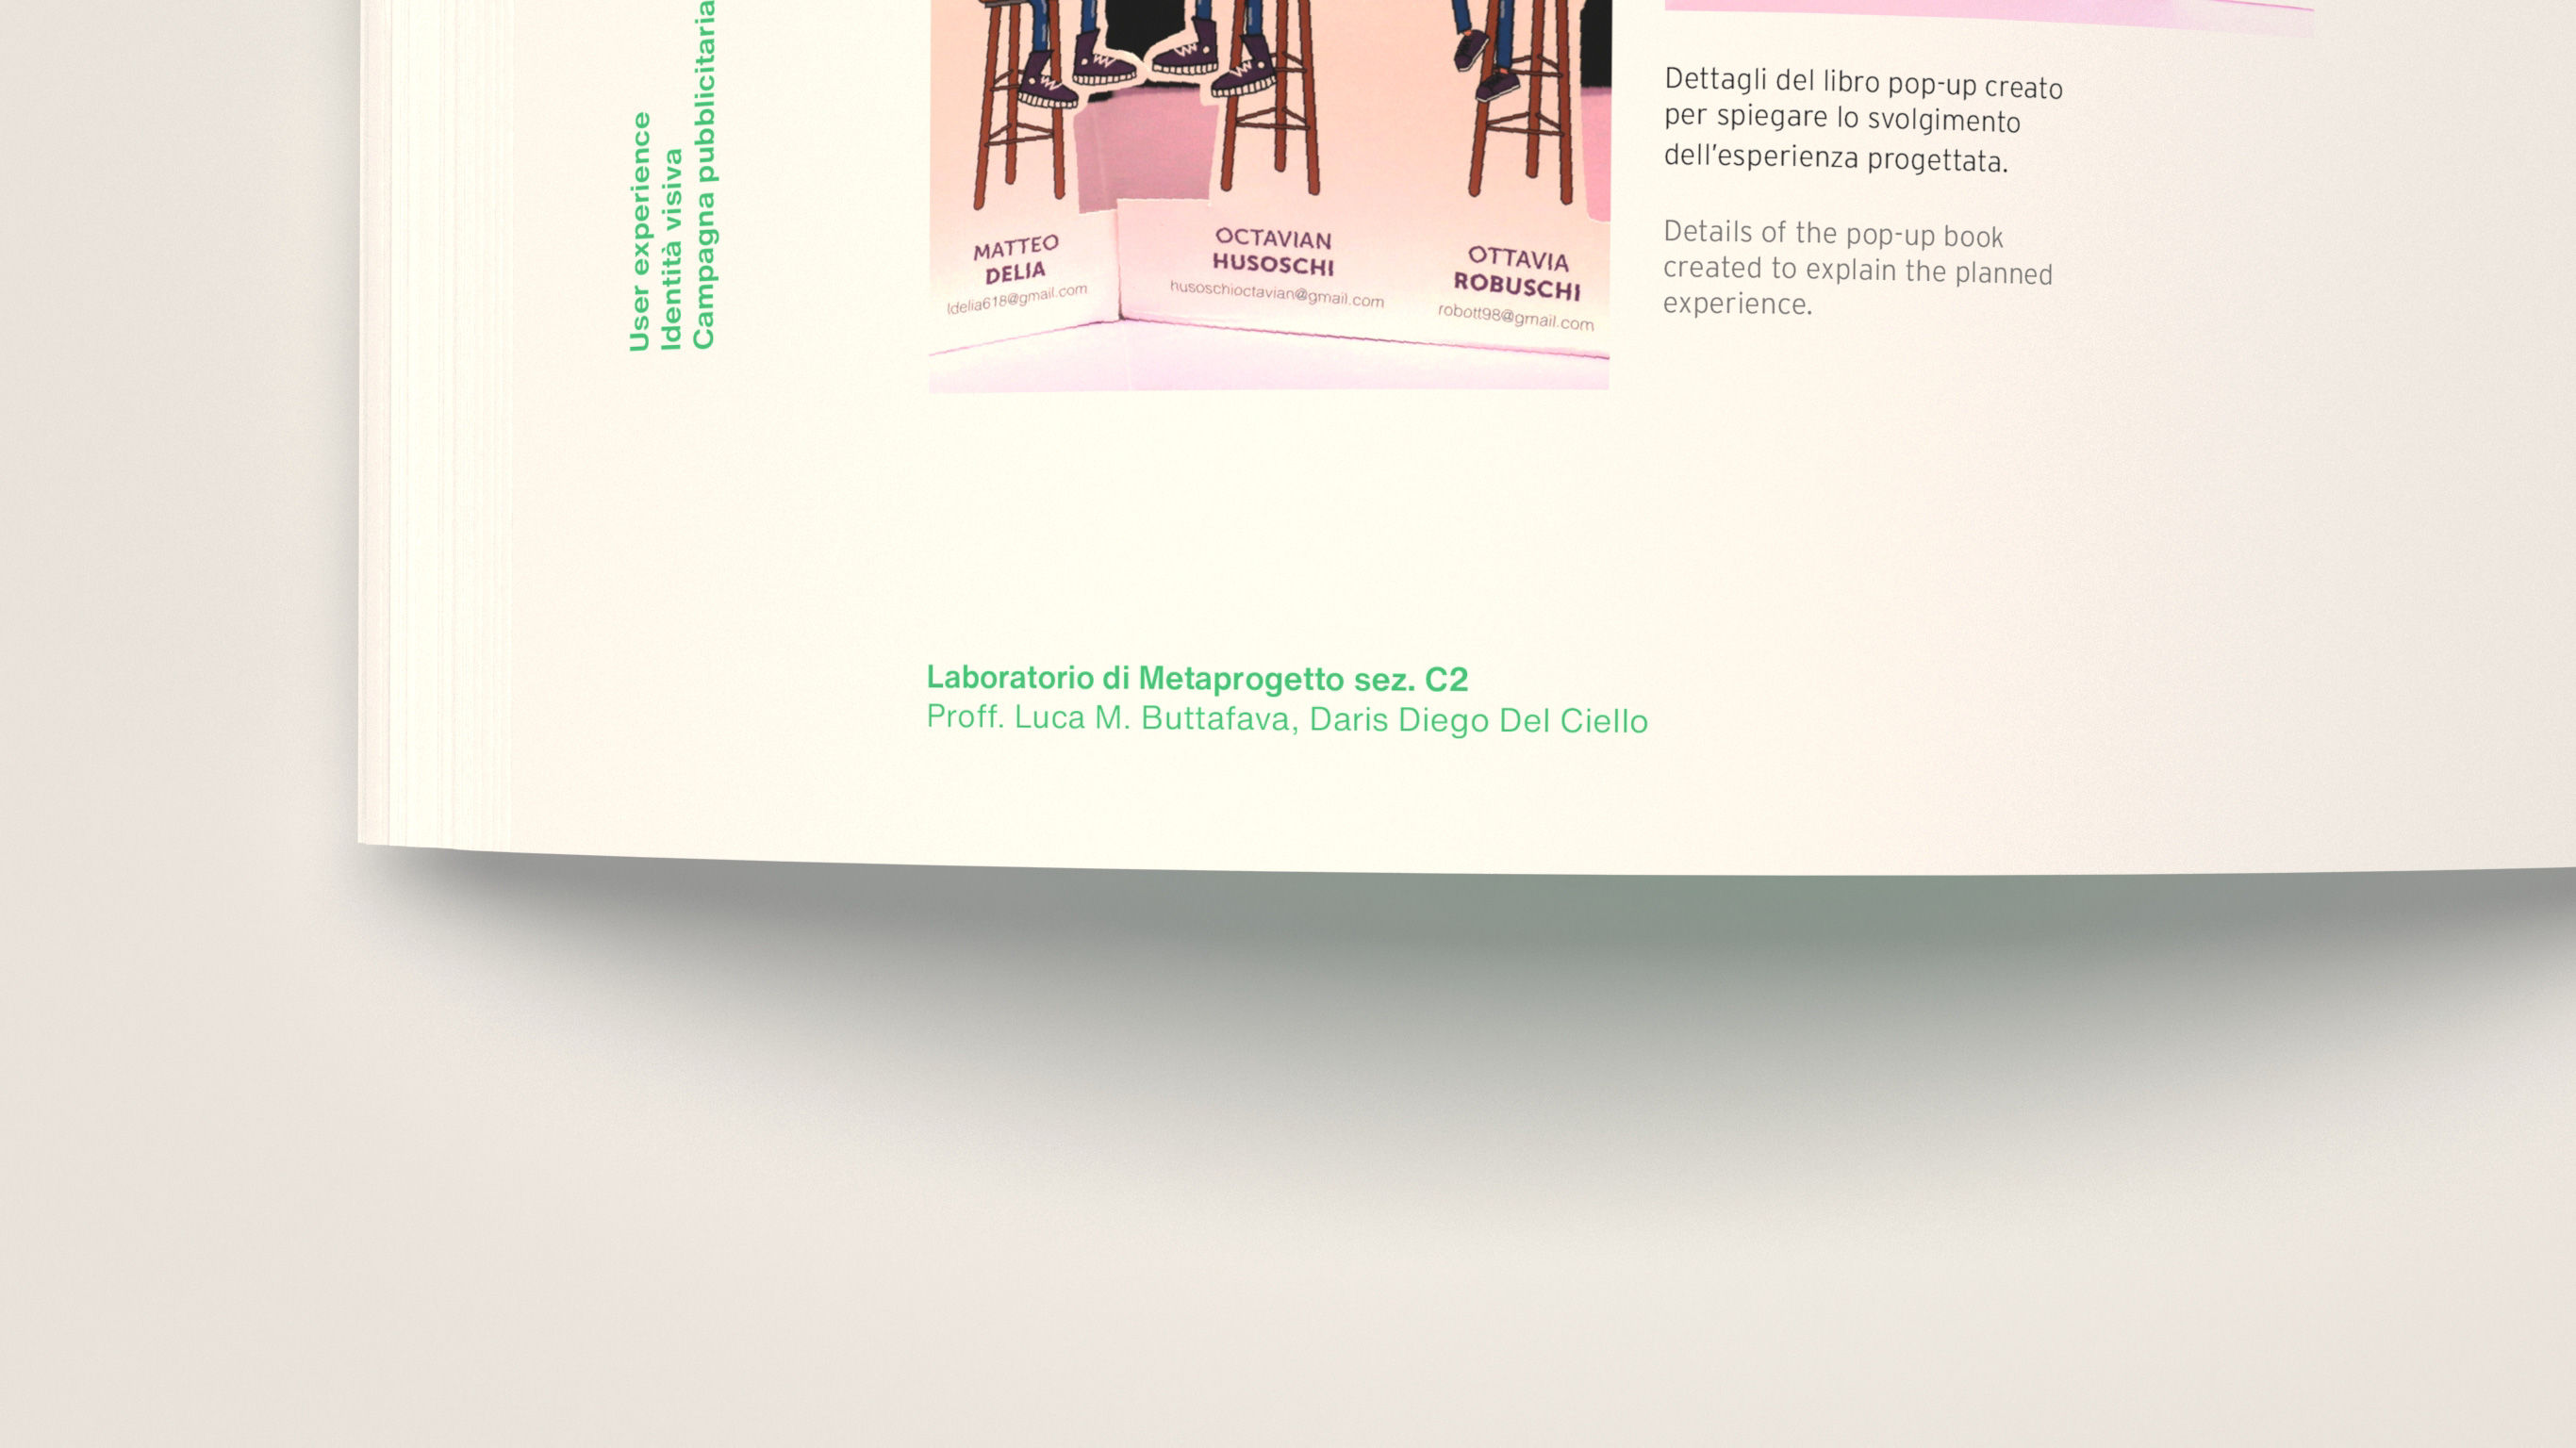 User experience
Identità visiva
Campagna pubblicitaria
MATTEO
DELIA
ldelia618@gmail.com
OCTAVIAN
HUSOSCHI
husoschioctavian@gmail.com
OTTAVIA
ROBUSCHI
robott98@gmail.com
Dettagli del libro pop-up creato
per spiegare lo svolgimento
dell'esperienza progettata.
Details of the pop-up book
created to explain the planned
experience.
Laboratorio di Metaprogetto sez. C2
Proff. Luca M. Buttafava, Daris Diego Del Ciello